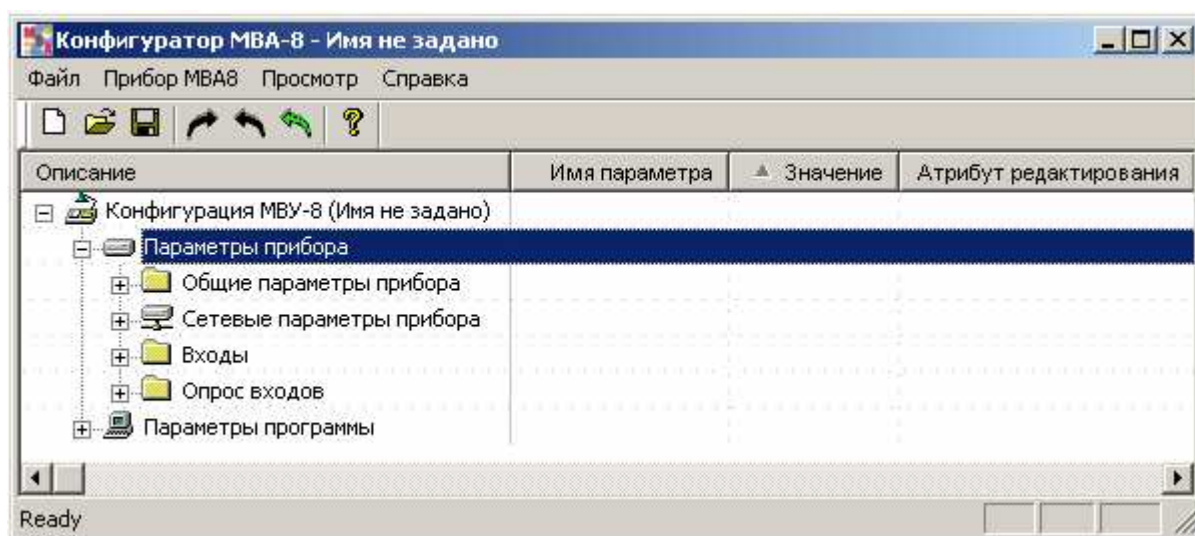 Конфигуратор МВА-8 - Имя не задано
Файл Прибор МВА8 Просмотр Справка
Описание Имя параметра Значение Атрибут редактирования
Конфигурация МВУ-8 (Имя не задано)
Параметры прибора
Общие параметры прибора
Сетевые параметры прибора
Входы
Опрос входов
Параметры программы
Ready